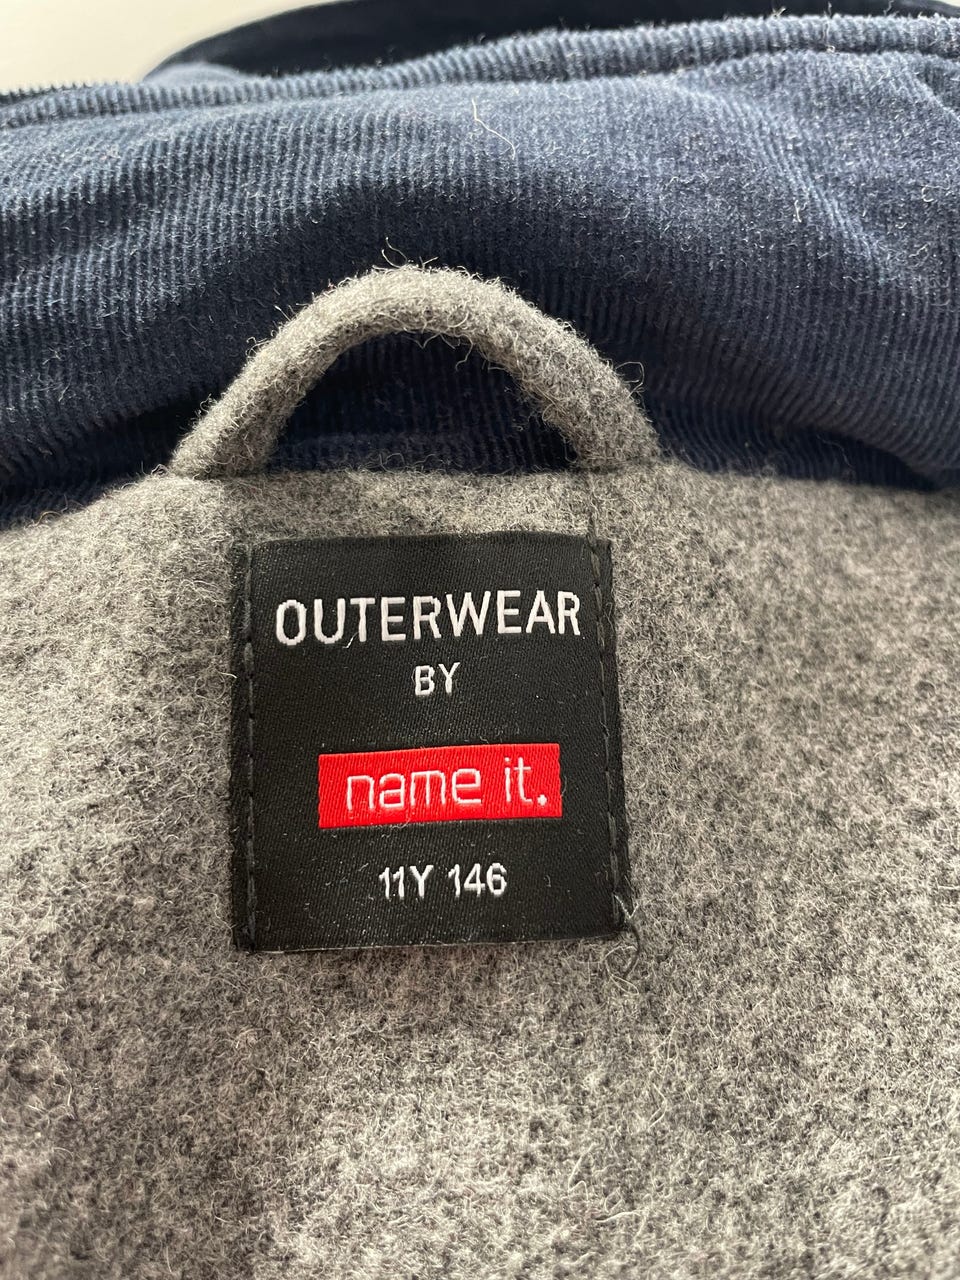 OUTERWEAR
BY
name it.
11Y 146